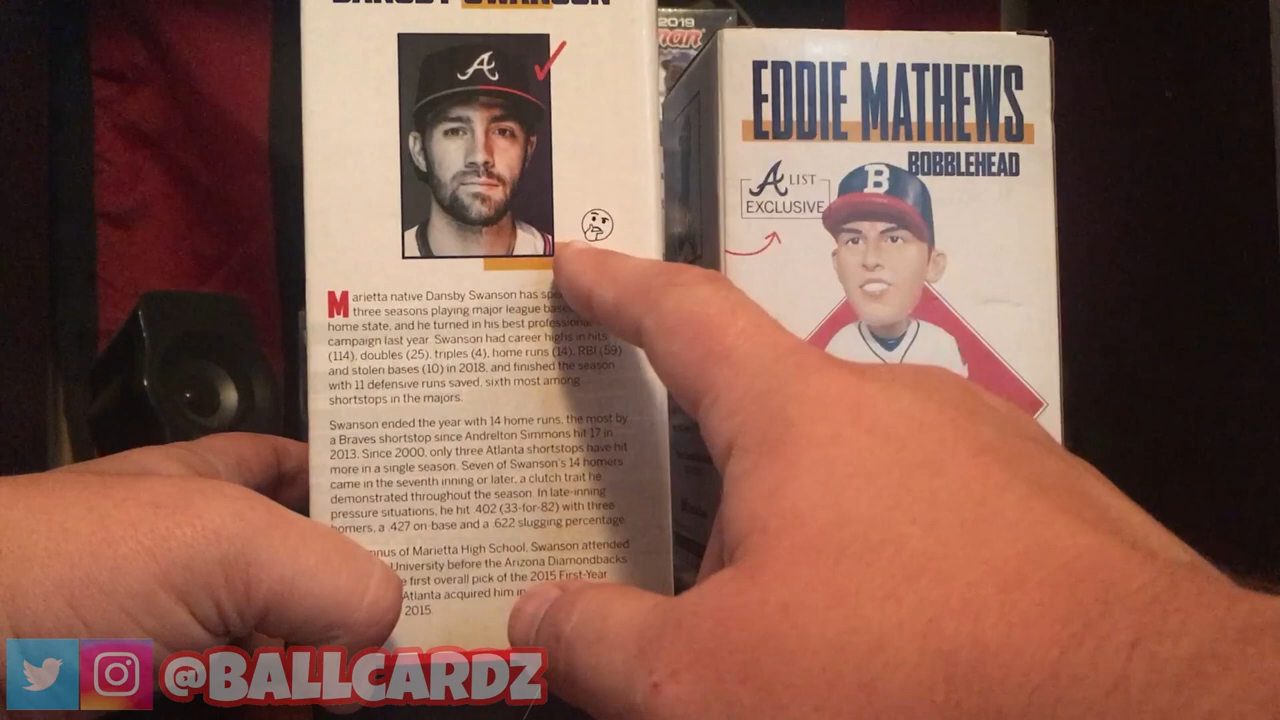 DANSBY SWANSON
Marietta native Dansby Swanson has
three seasons playing major league
home state, and he turned in his best
campaign last year. Swanson had career highs in hits
(114), doubles (25), triples (4), home runs (14), RBI (59)
and stolen bases (10) in 2018, and finished the season
with 11 defensive runs saved, sixth most among
shortstops in the majors.
Swanson ended the year with 14 home runs, the most by
a Braves shortstop since Andrelton Simmons hit 17 in
2013. Since 2000, only three Atlanta shortstops have hit
more in a single season. Seven of Swanson's 14 homers
came in the seventh inning or later, a clutch trait he
demonstrated throughout the season. In late-inning
pressure situations, he hit .402 (33-for-82) with three
homers, a .427 on-base and a .622 slugging percentage.
of Marietta High School, Swanson attended
University before the Arizona Diamondbacks
first overall pick of the 2015 First-Year
Atlanta acquired him in
2015.
2019
EDDIE MATHEWS
BOBBLEHEAD
A LIST
EXCLUSIVE
B
@BALLCARDZ